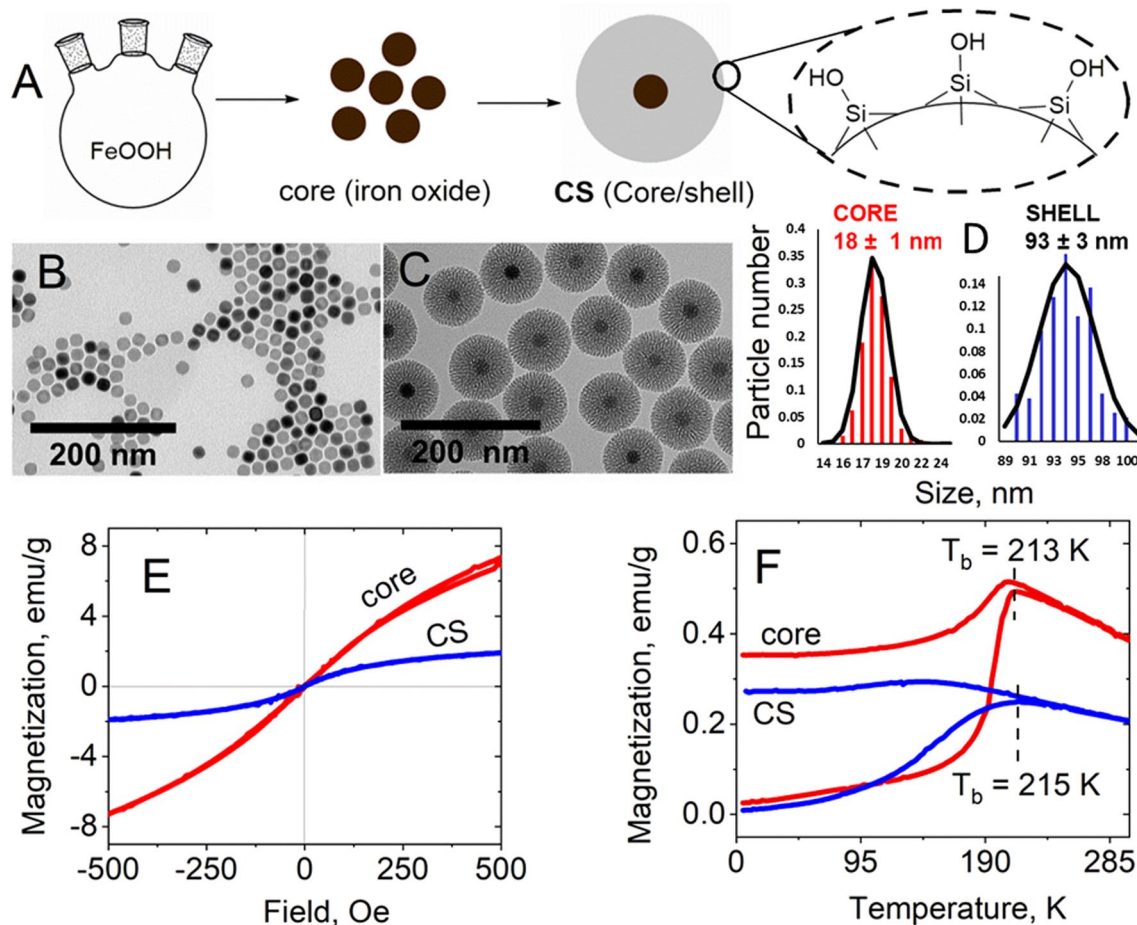 A
FeOOH
core (iron oxide)
CS (Core/shell)
HO
Si
OH
Si
OH
Si
B
200 nm
C
200 nm
CORE
18 ± 1 nm
Particle number
0.4
0.35
0.3
0.25
0.2
0.15
0.1
0.05
0
14 16 17 19 20 22 24
D
SHELL
93 ± 3 nm
0.14
0.12
0.1
0.08
0.06
0.04
0.02
0
89 91 93 95 98 100
Size, nm
E
Magnetization, emu/g
8
4
0
-4
-8
core
CS
-500 -250 0 250 500
Field, Oe
F
Magnetization, emu/g
0.6
0.4
0.2
0.0
Tb = 213 K
core
CS
Tb = 215 K
0 95 190 285
Temperature, K